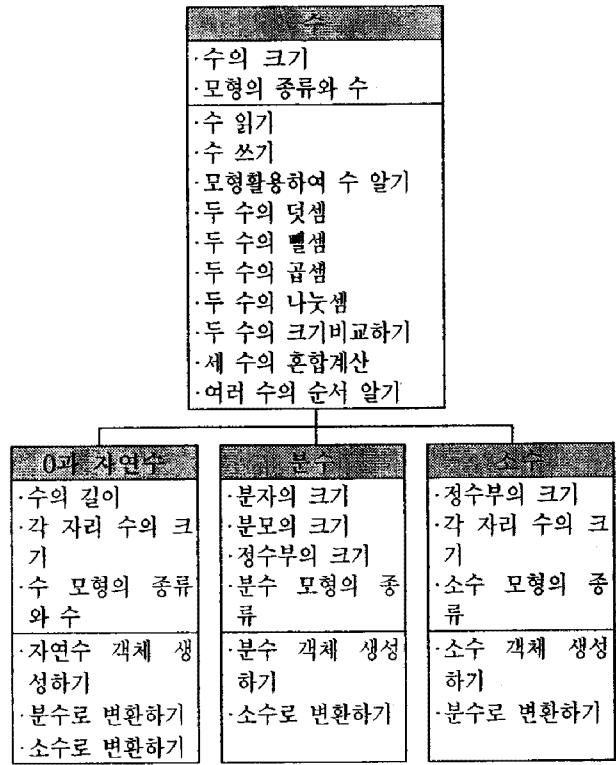 수
·수의 크기
·모형의 종류와 수
·수 읽기
·수 쓰기
·모형활용하여 수 알기
·두 수의 덧셈
·두 수의 뺄셈
·두 수의 곱셈
·두 수의 나눗셈
·두 수의 크기비교하기
·세 수의 혼합계산
·여러 수의 순서 알기
0과 자연수
·수의 길이
·각 자리 수의 크
기
·수 모형의 종류
와 수
·자연수 객체 생
성하기
·분수로 변환하기
·소수로 변환하기
분수
·분자의 크기
·분모의 크기
·정수부의 크기
·분수 모형의 종
류
·분수 객체 생성
하기
·소수로 변환하기
소수
·정수부의 크기
·각 자리 수의 크
기
·소수 모형의 종
류
·소수 객체 생성
하기
·분수로 변환하기